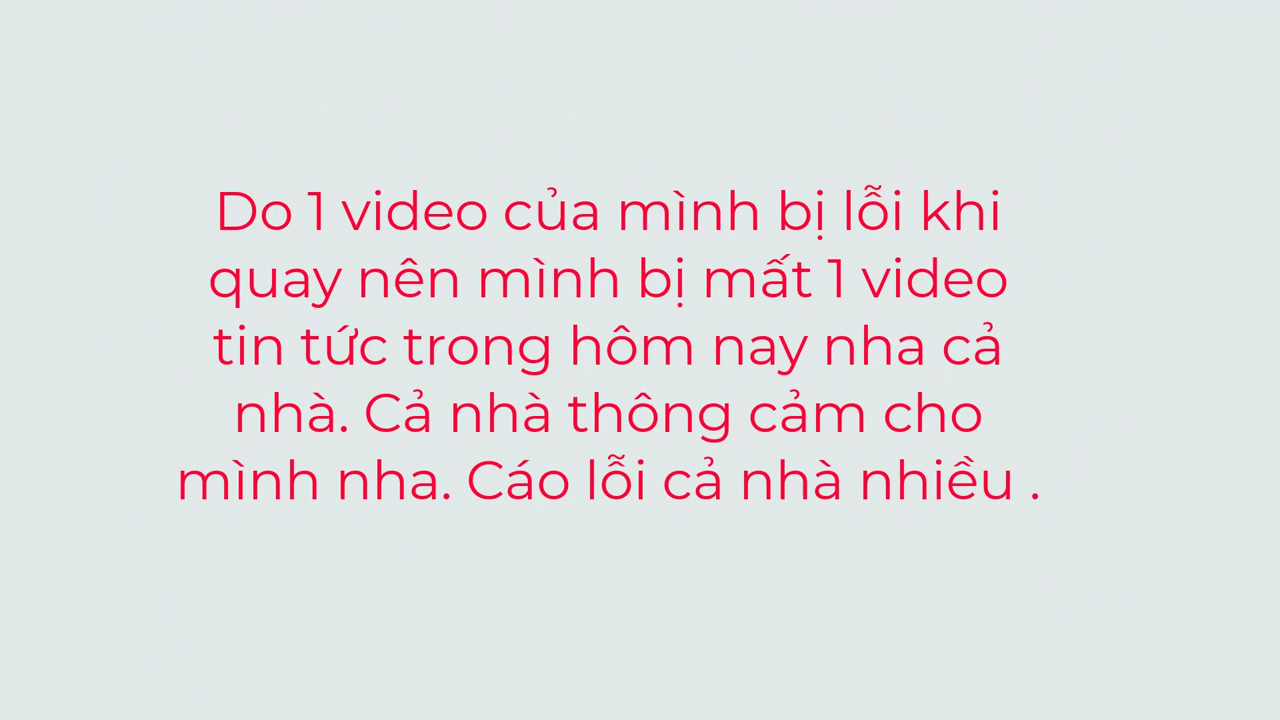 Do 1 video của mình bị lỗi khi
quay nên mình bị mất 1 video
tin tức trong hôm nay nha cả
nhà. Cả nhà thông cảm cho
mình nha. Cáo lỗi cả nhà nhiều .